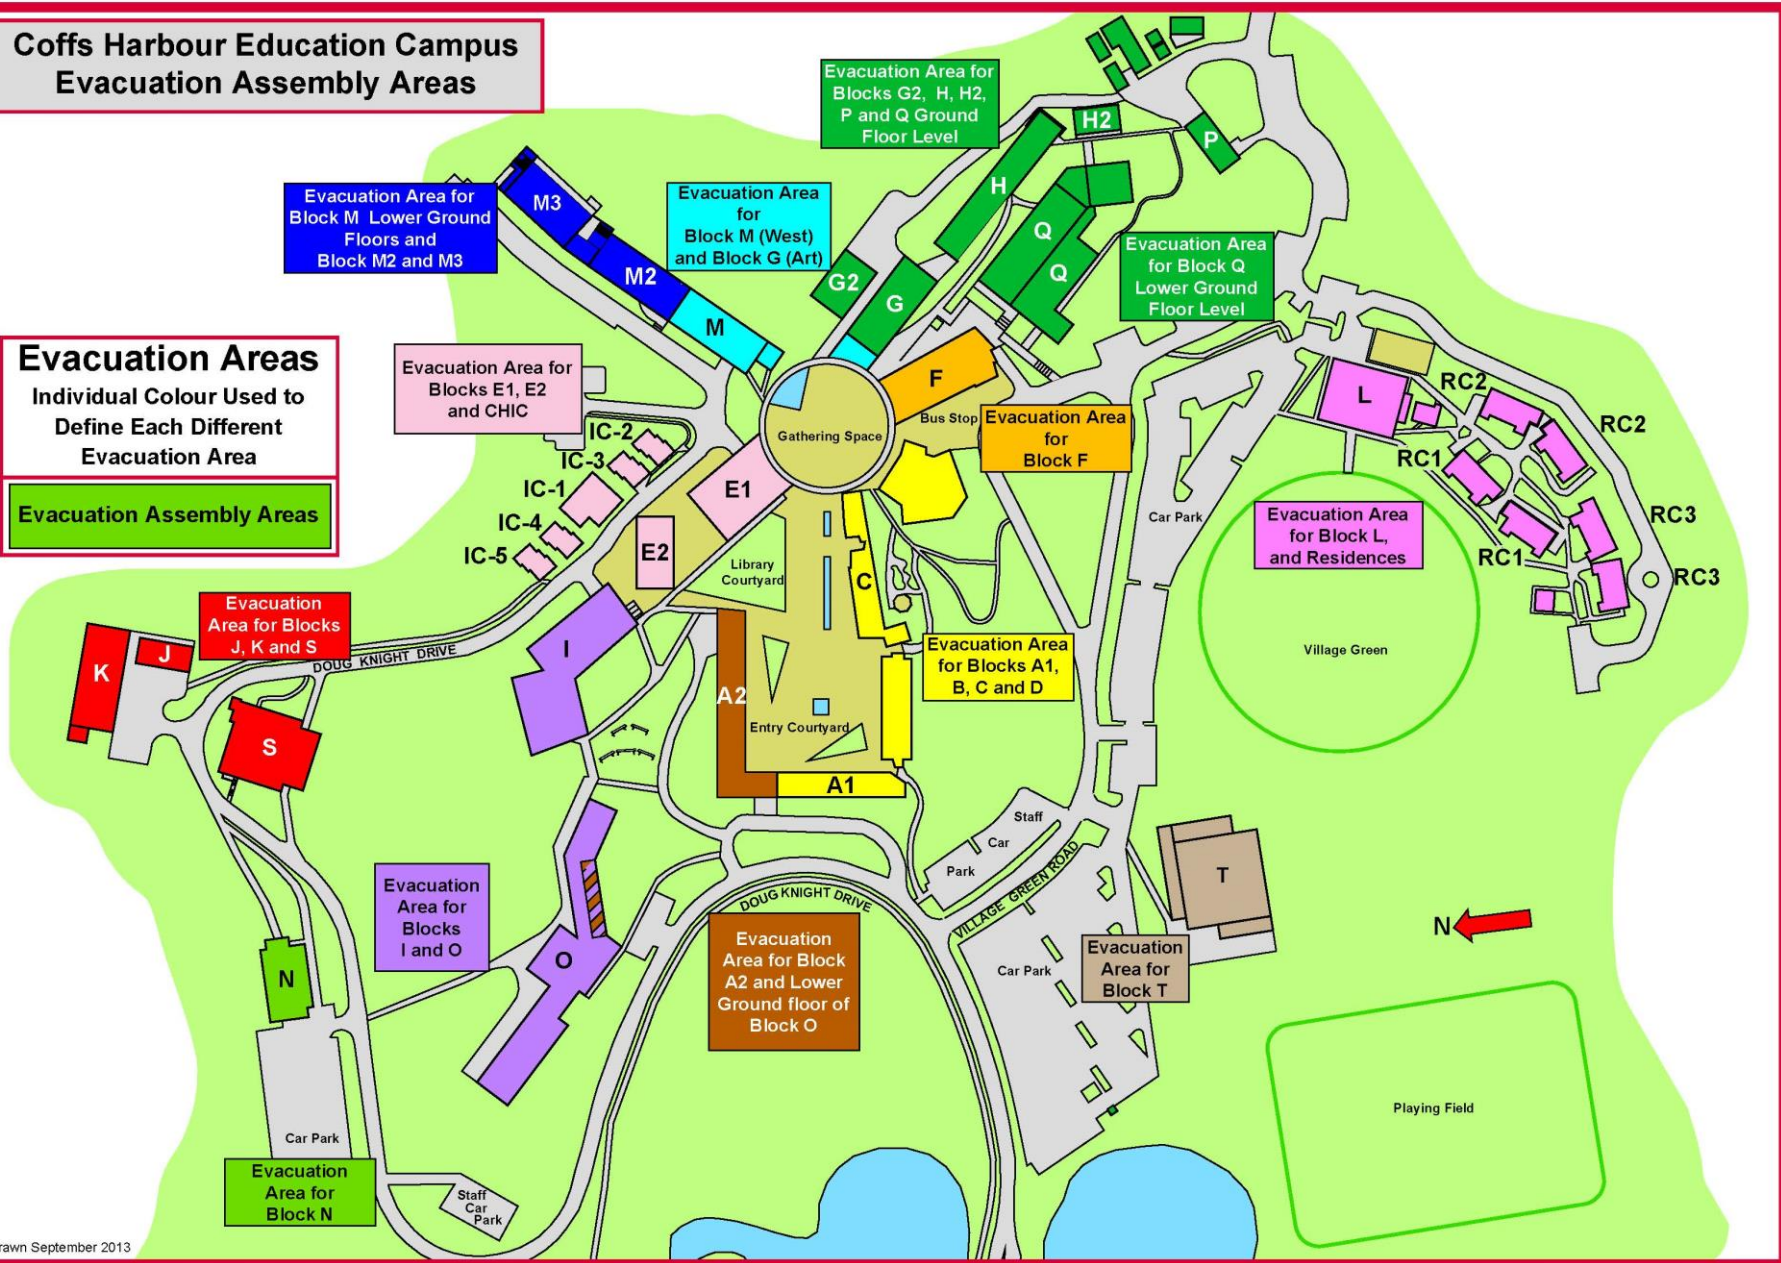 Coffs Harbour Education Campus
Evacuation Assembly Areas
Evacuation Area for
Blocks G2, H, H2,
P and Q Ground
Floor Level
H2
P
H
Q
Q
G2
G
Evacuation Area for
Block M Lower Ground
Floors and
Block M2 and M3
M3
M2
M
Evacuation Area
for
Block M (West)
and Block G (Art)
Evacuation Area
for Block Q
Lower Ground
Floor Level
Evacuation Areas
Individual Colour Used to
Define Each Different
Evacuation Area
Evacuation Assembly Areas
Evacuation Area for
Blocks E1, E2
and CHIC
IC-2
IC-3
IC-1
IC-4
IC-5
E1
E2
Gathering Space
F
Bus Stop
Evacuation Area
for
Block F
L
RC2
RC2
RC1
RC1
RC3
RC3
Evacuation Area
for Block L,
and Residences
Village Green
Car Park
Library
Courtyard
C
Evacuation Area
for Blocks A1,
B, C and D
A2
Entry Courtyard
A1
Evacuation
Area for Blocks
J, K and S
K
J
DOUG KNIGHT DRIVE
S
I
Evacuation
Area for
Blocks
I and O
O
N
Car Park
Evacuation
Area for
Block N
Staff
Car
Park
DOUG KNIGHT DRIVE
Evacuation
Area for Block
A2 and Lower
Ground floor of
Block O
Staff
Car
Park
VILLAGE GREEN ROAD
Car Park
T
Evacuation
Area for
Block T
N
Playing Field
rawn September 2013